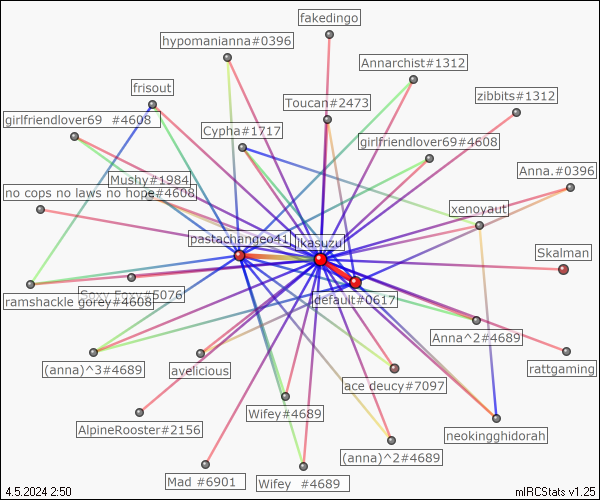 fakedingo
hypomanianna#0396
Annarchist#1312
frisout
zibbits#1312
Toucan#2473
girlfriendlover69 #4608
Cypha#1717
girlfriendlover69#4608
Mushy#1984
Anna.#0396
no cops no laws no hope#4608
xenoyaut
pastachangeo41
ikasuzu
Skalman
#5076
default#0617
ramshackle gorey#4608
Anna^2#4689
(anna)^3#4689
avelicious
rattgaming
ace deucy#7097
AlpineRooster#2156
Wifey#4689
neokingghidorah
(anna)^2#4689
Mad #6901
Wifey #4689
4.5.2024 2:50
mIRCStats v1.25